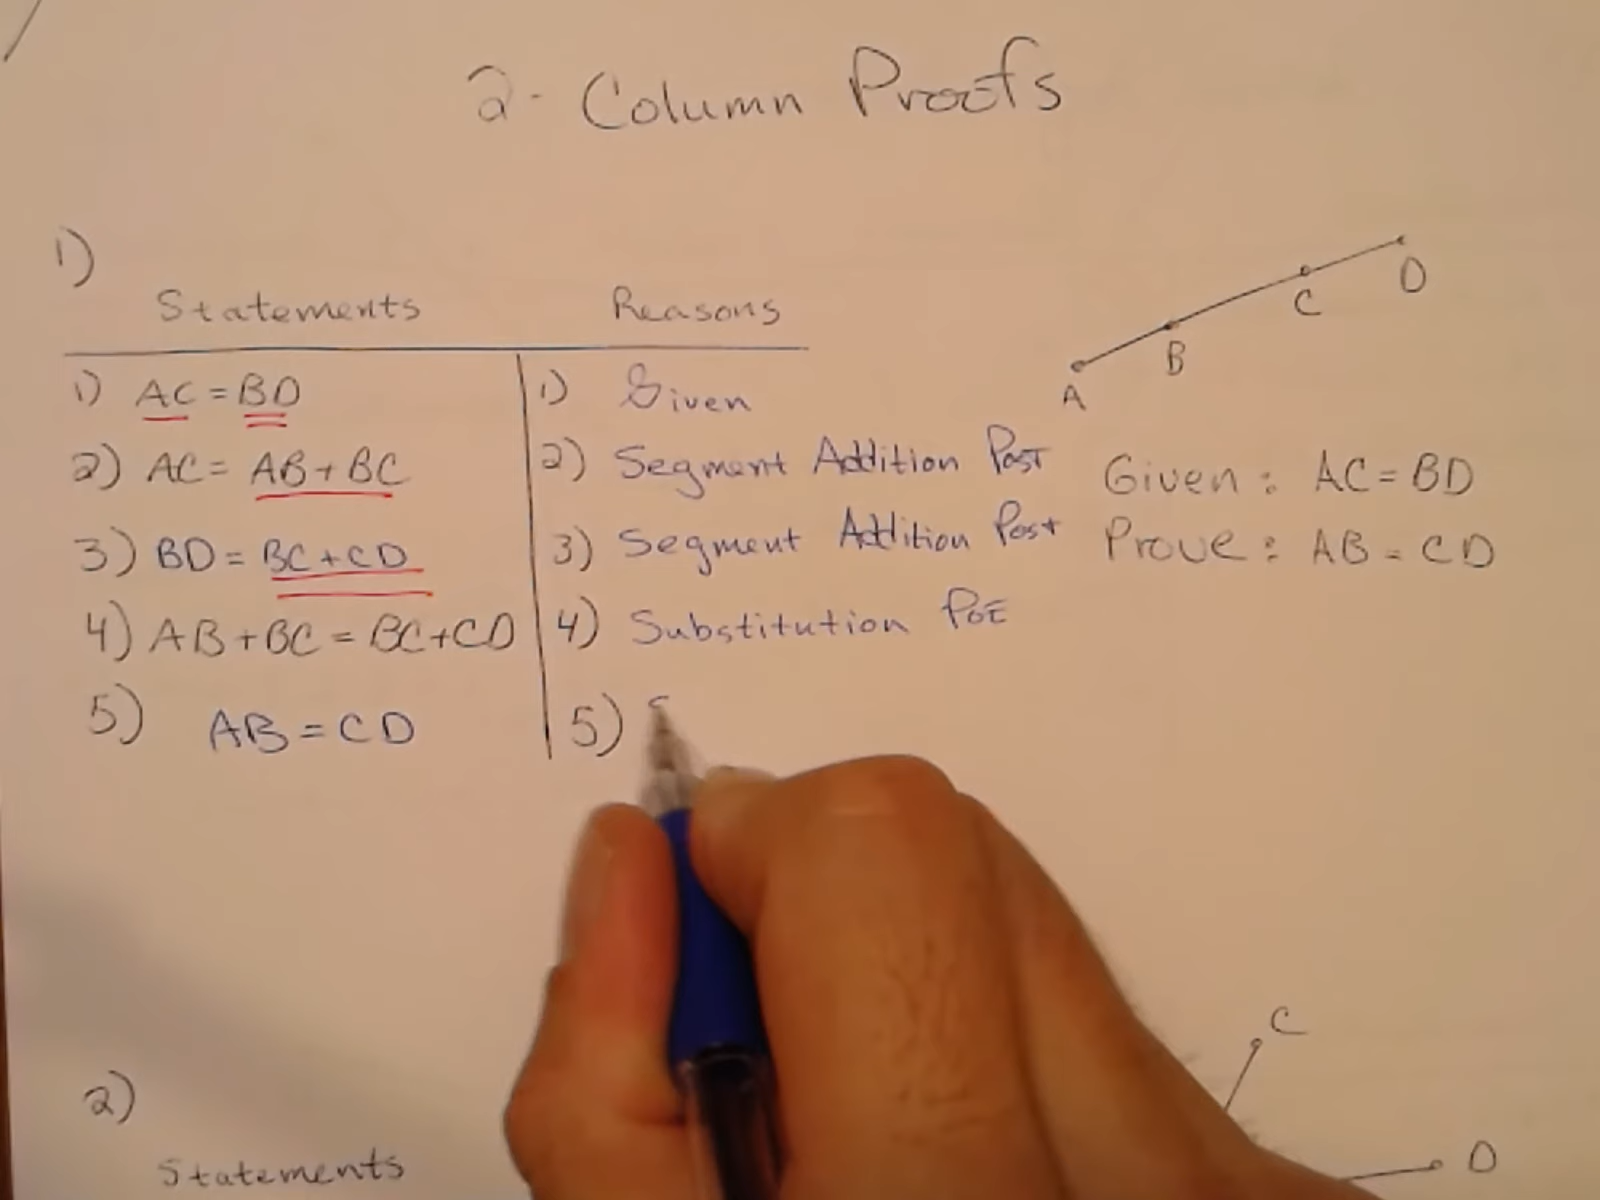 2- Column Proofs
1)
Statements Reasons
1) AC = BD 1) Given
2) AC = AB + BC 2) Segment Addition Post
3) BD = BC + CD 3) Segment Addition Post
4) AB + BC = BC + CD 4) Substitution PoE
5) AB = CD 5) S
A B C D
Given: AC = BD
Prove: AB = CD
2)
Statements
C
D